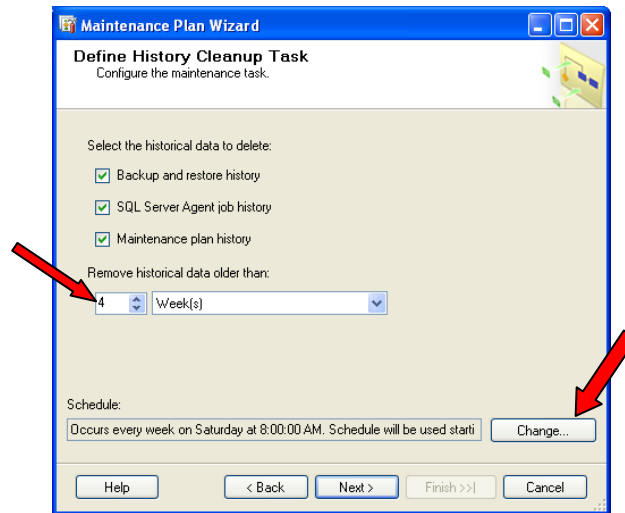 Maintenance Plan Wizard
Define History Cleanup Task
Configure the maintenance task.
Select the historical data to delete:
Backup and restore history
SQL Server Agent job history
Maintenance plan history
Remove historical data older than:
4 Week(s)
Schedule:
Occurs every week on Saturday at 8:00:00 AM. Schedule will be used starti
Change...
Help < Back Next > Finish >>| Cancel